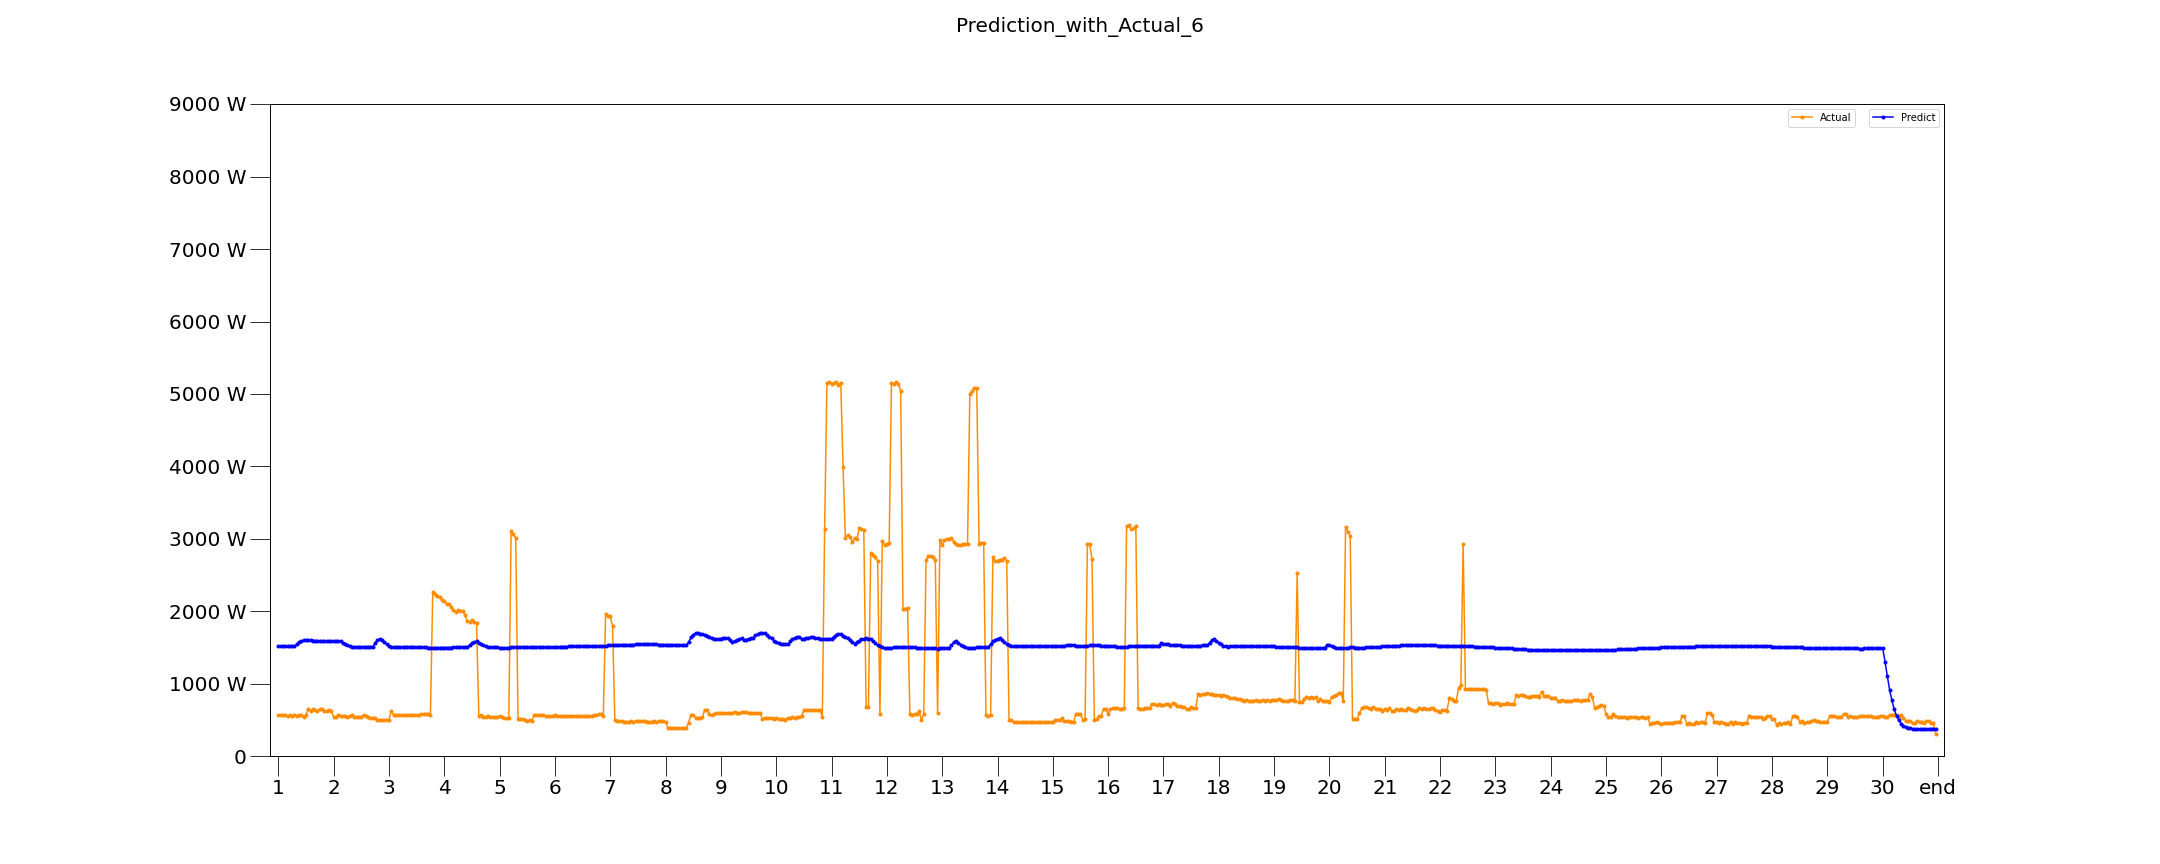 Prediction_with_Actual_6
Actual Predict
9000 W
8000 W
7000 W
6000 W
5000 W
4000 W
3000 W
2000 W
1000 W
0
1 2 3 4 5 6 7 8 9 10 11 12 13 14 15 16 17 18 19 20 21 22 23 24 25 26 27 28 29 30 end